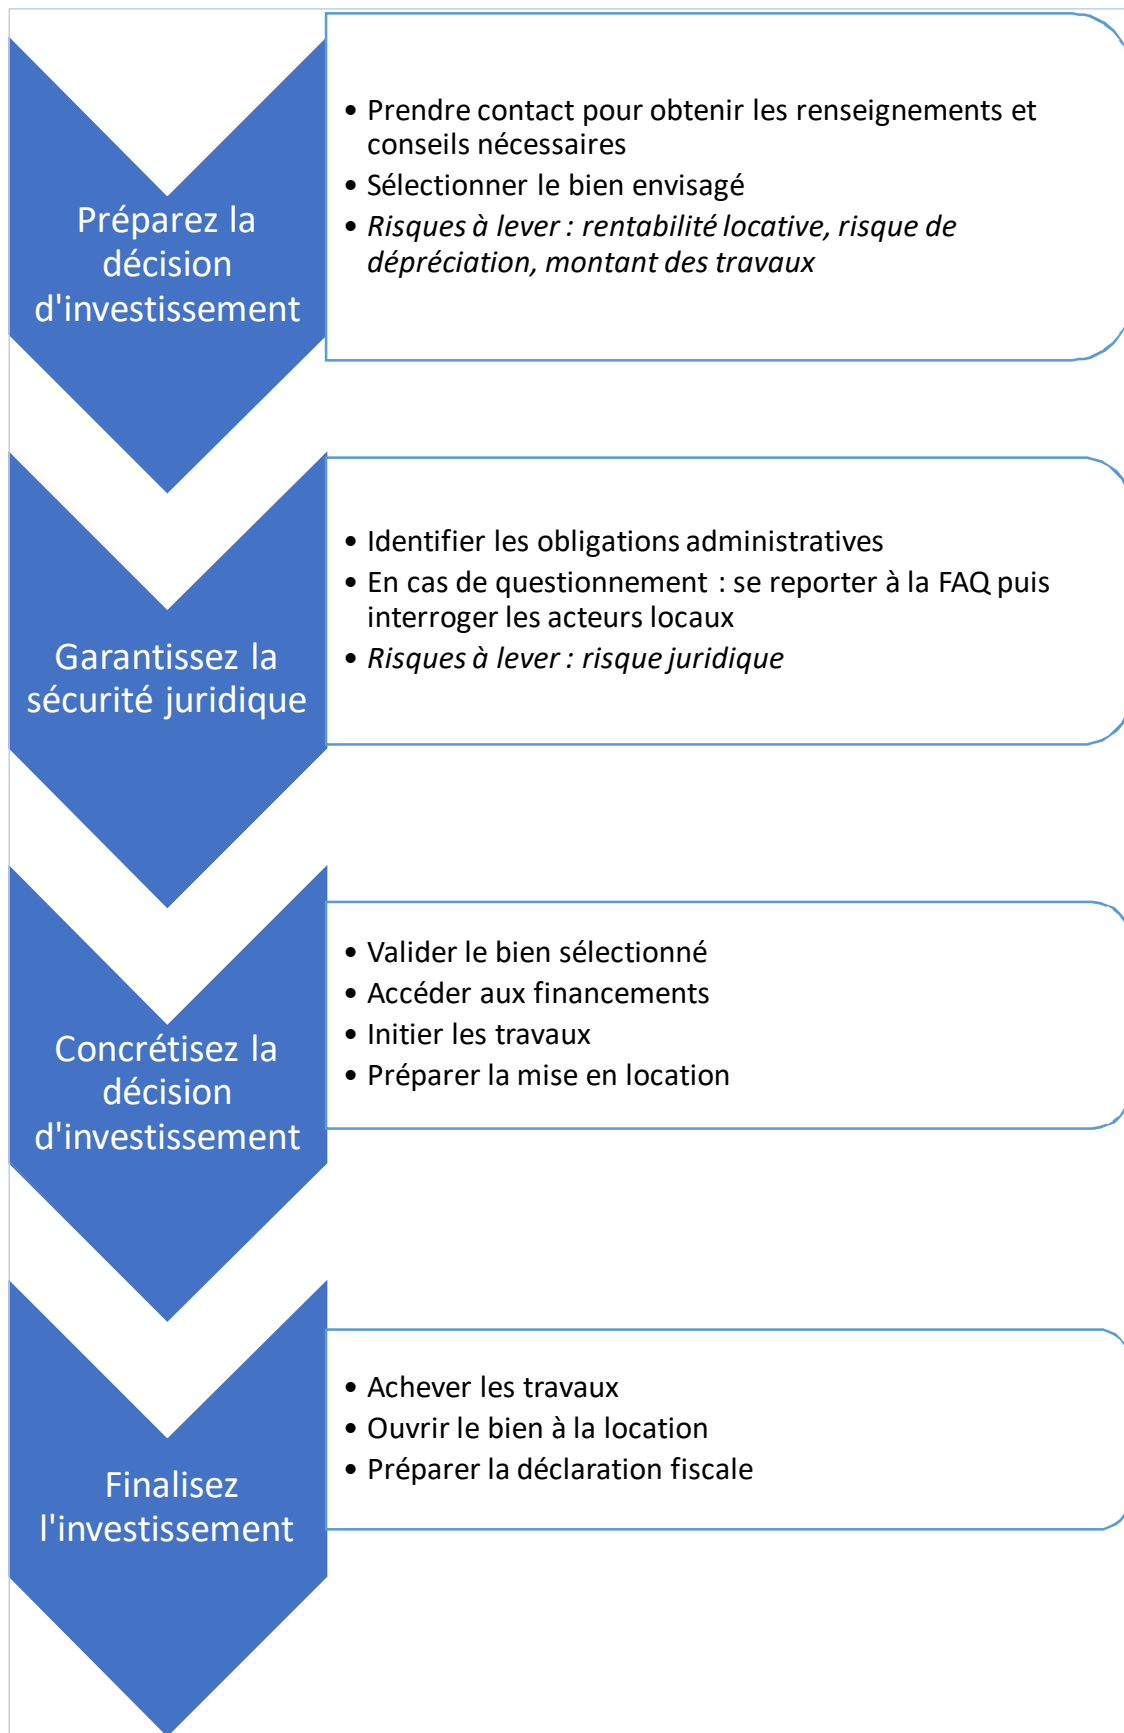 Préparez la
décision
d'investissement
• Prendre contact pour obtenir les renseignements et
conseils nécessaires
• Sélectionner le bien envisagé
• Risques à lever : rentabilité locative, risque de
dépréciation, montant des travaux
Garantissez la
sécurité juridique
• Identifier les obligations administratives
• En cas de questionnement : se reporter à la FAQ puis
interroger les acteurs locaux
• Risques à lever : risque juridique
Concrétisez la
décision
d'investissement
• Valider le bien sélectionné
• Accéder aux financements
• Initier les travaux
• Préparer la mise en location
Finalisez
l'investissement
• Achever les travaux
• Ouvrir le bien à la location
• Préparer la déclaration fiscale